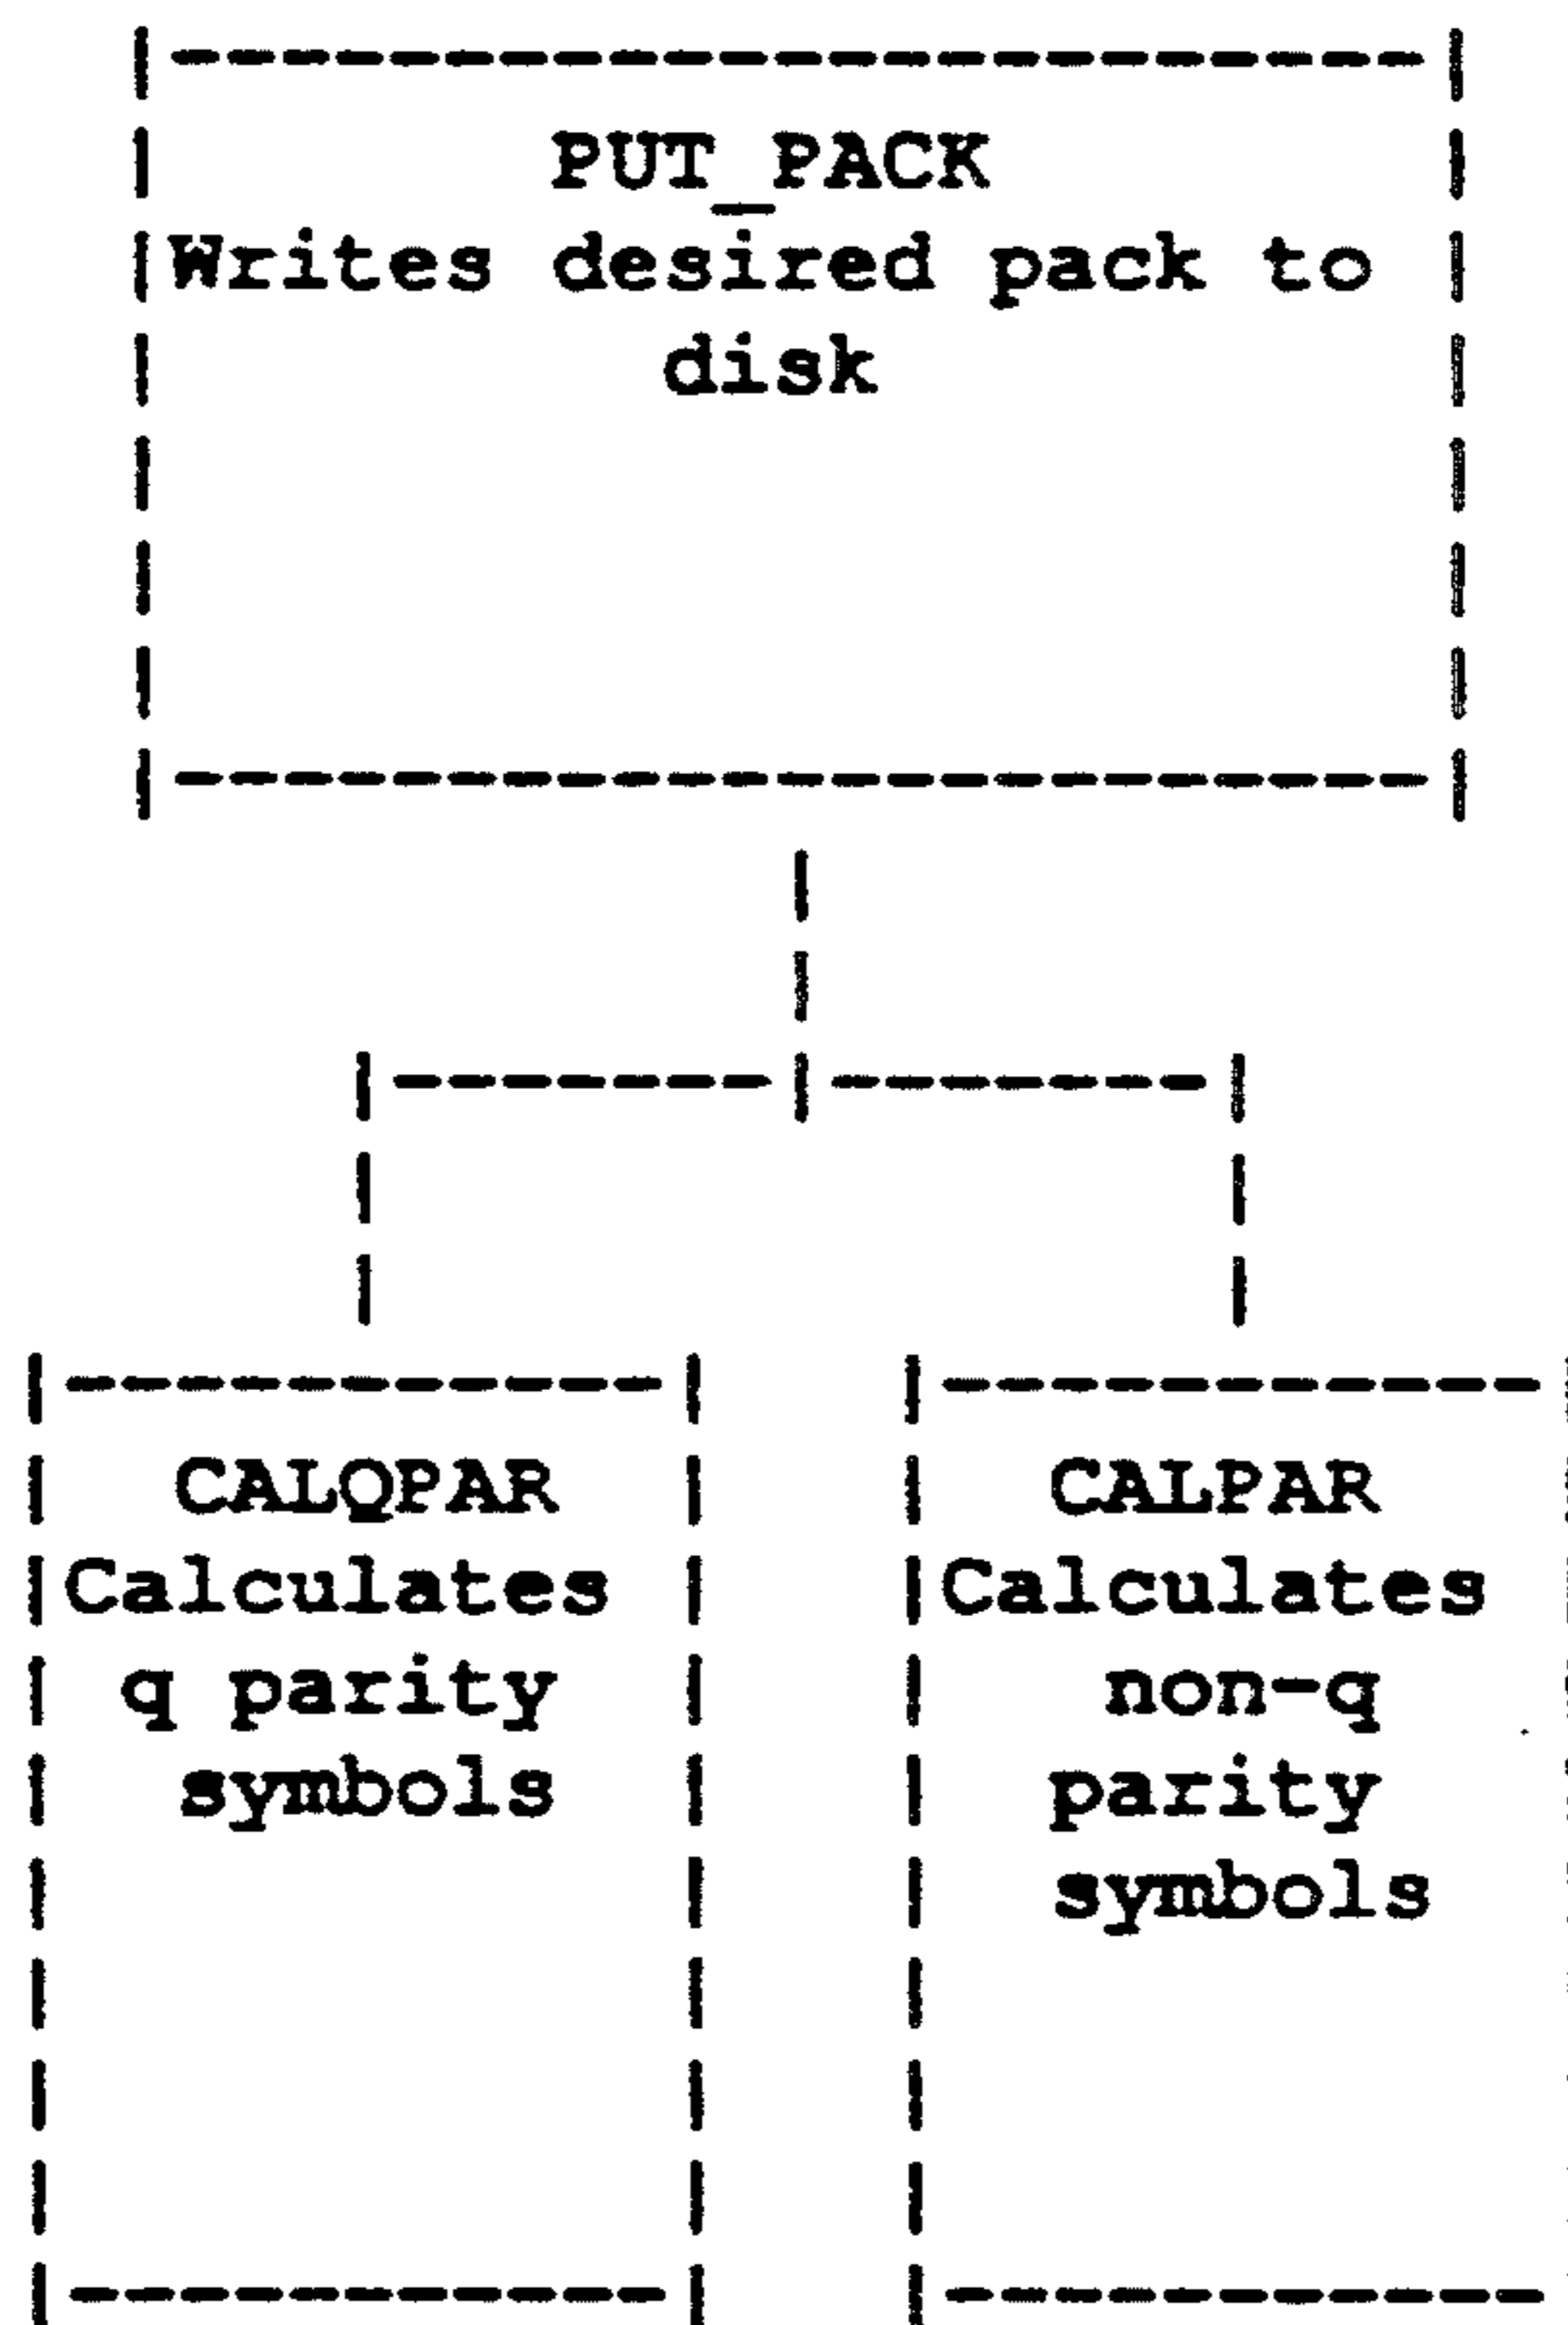 PUT_PACK
Writes desired pack to
disk
CALQPAR
Calculates
q parity
symbols
CALPAR
Calculates
non-q
parity
symbols